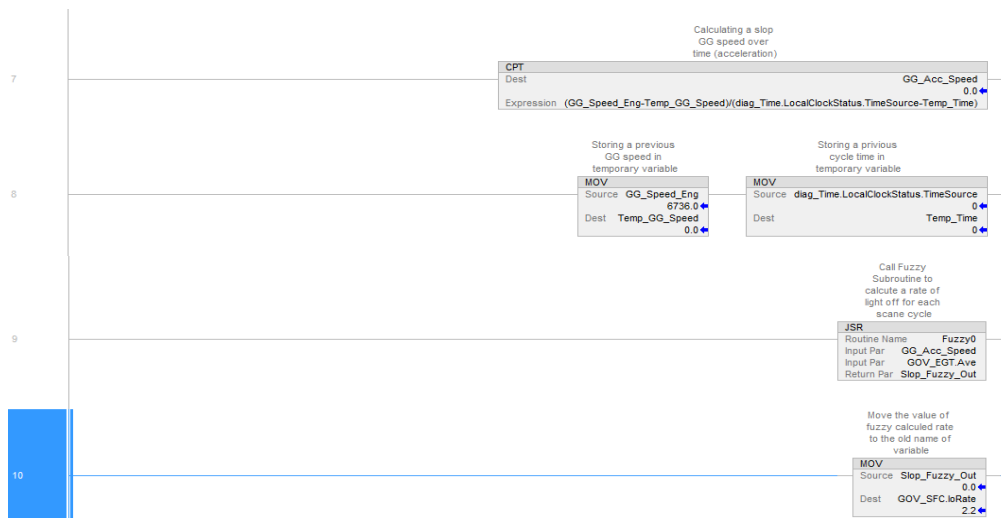 Calculating a slop
GG speed over
time (acceleration)
7
CPT
Dest GG_Acc_Speed
0.0
Expression (GG_Speed_Eng-Temp_GG_Speed)/(diag_Time.LocalClockStatus.TimeSource-Temp_Time)
Storing a previous
GG speed in
temporary variable
Storing a privious
cycle time in
temporary variable
8
MOV
Source GG_Speed_Eng
6736.0
Dest Temp_GG_Speed
0.0
MOV
Source diag_Time.LocalClockStatus.TimeSource
0
Dest Temp_Time
0
Call Fuzzy
Subroutine to
calcute a rate of
light off for each
scane cycle
9
JSR
Routine Name Fuzzy0
Input Par GG_Acc_Speed
Input Par GOV_EGT.Ave
Return Par Slop_Fuzzy_Out
Move the value of
fuzzy calculed rate
to the old name of
variable
10
MOV
Source Slop_Fuzzy_Out
0.0
Dest GOV_SFC.loRate
2.2